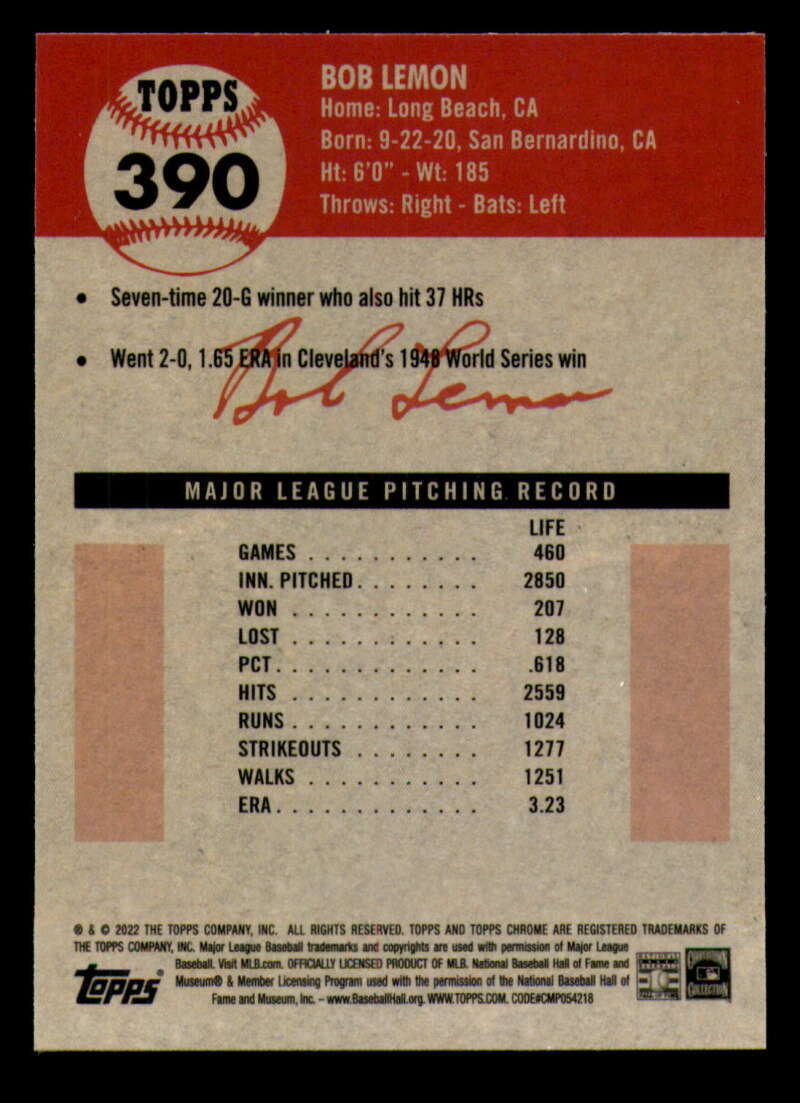 TOPPS
390
BOB LEMON
Home: Long Beach, CA
Born: 9-22-20, San Bernardino, CA
Ht: 6'0" - Wt: 185
Throws: Right - Bats: Left
• Seven-time 20-G winner who also hit 37 HRs
• Went 2-0, 1.65 ERA in Cleveland's 1948 World Series win
Bob Lemon
MAJOR LEAGUE PITCHING RECORD
LIFE
GAMES . . . . . . . . . . . 460
INN. PITCHED. . . . . . . . 2850
WON . . . . . . . . . . . . 207
LOST . . . . . . . . . . . . 128
PCT. . . . . . . . . . . . . .618
HITS . . . . . . . . . . . . 2559
RUNS . . . . . . . . . . . . 1024
STRIKEOUTS . . . . . . . . 1277
WALKS . . . . . . . . . . . 1251
ERA. . . . . . . . . . . . . 3.23
® & © 2022 THE TOPPS COMPANY, INC. ALL RIGHTS RESERVED. TOPPS AND TOPPS CHROME ARE REGISTERED TRADEMARKS OF
THE TOPPS COMPANY, INC. Major League Baseball trademarks and copyrights are used with permission of Major League
Baseball. Visit MLB.com. OFFICIALLY LICENSED PRODUCT OF MLB. National Baseball Hall of Fame and
Museum® & Member Licensing Program used with the permission of the National Baseball Hall of
Fame and Museum, Inc. – www.BaseballHall.org. WWW.TOPPS.COM. CODE#CMP054218
Topps®
NATIONAL
BASEBALL
HALL OF FAME
COOPERSTOWN
COLLECTION